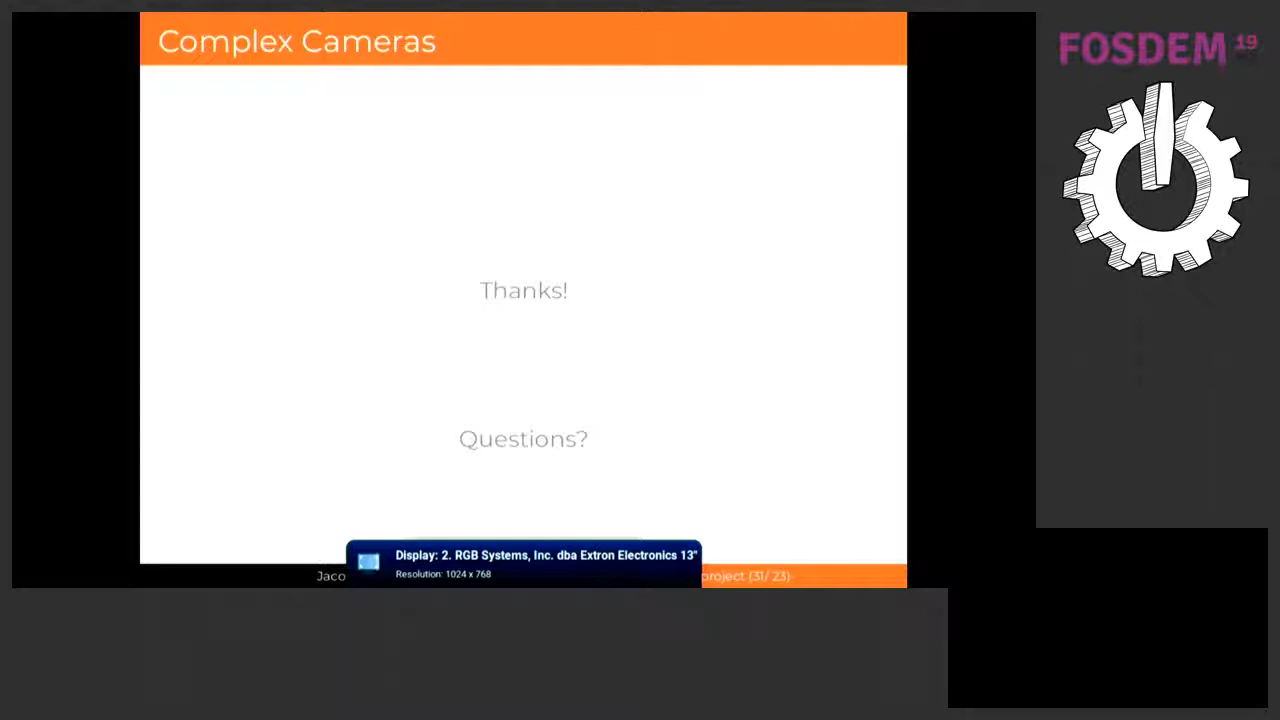 Complex Cameras
FOSDEM 19
Thanks!
Questions?
Display: 2. RGB Systems, Inc. dba Extron Electronics 13"
Resolution: 1024 x 768
Jaco
project (31/ 23)